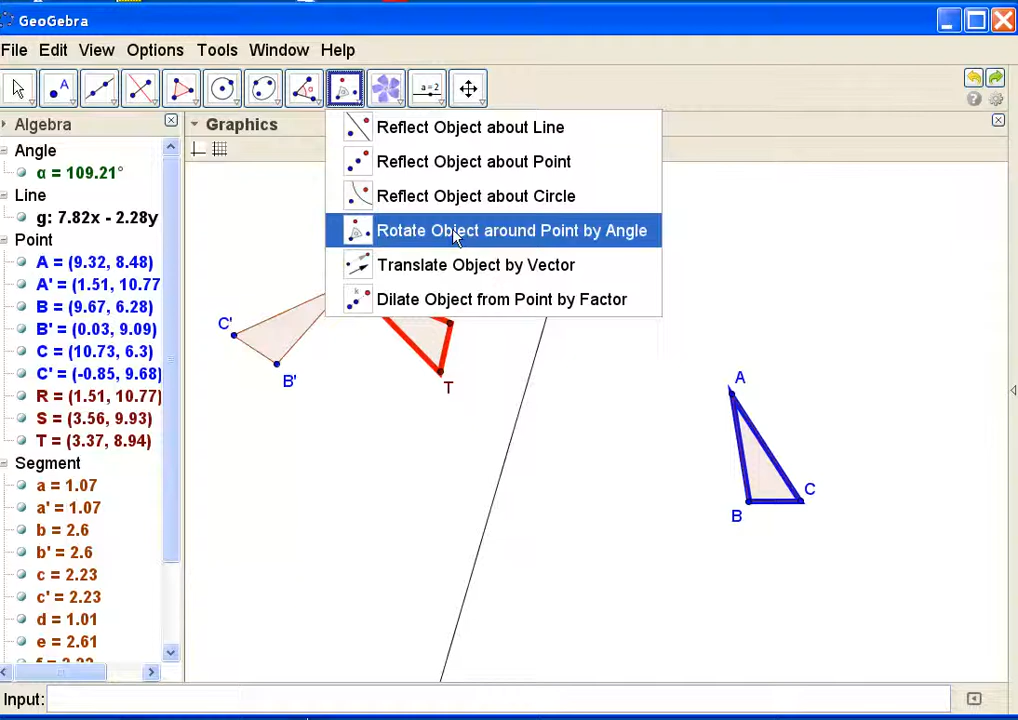 GeoGebra
File Edit View Options Tools Window Help
A
a=2
Algebra
Graphics
Angle
α = 109.21°
Line
g: 7.82x - 2.28y
Point
A = (9.32, 8.48)
A' = (1.51, 10.77
B = (9.67, 6.28)
B' = (0.03, 9.09)
C = (10.73, 6.3)
C' = (-0.85, 9.68)
R = (1.51, 10.77)
S = (3.56, 9.93)
T = (3.37, 8.94)
Segment
a = 1.07
a' = 1.07
b = 2.6
b' = 2.6
c = 2.23
c' = 2.23
d = 1.01
e = 2.61
Reflect Object about Line
Reflect Object about Point
Reflect Object about Circle
Rotate Object around Point by Angle
Translate Object by Vector
Dilate Object from Point by Factor
C'
B'
T
A
C
B
Input: